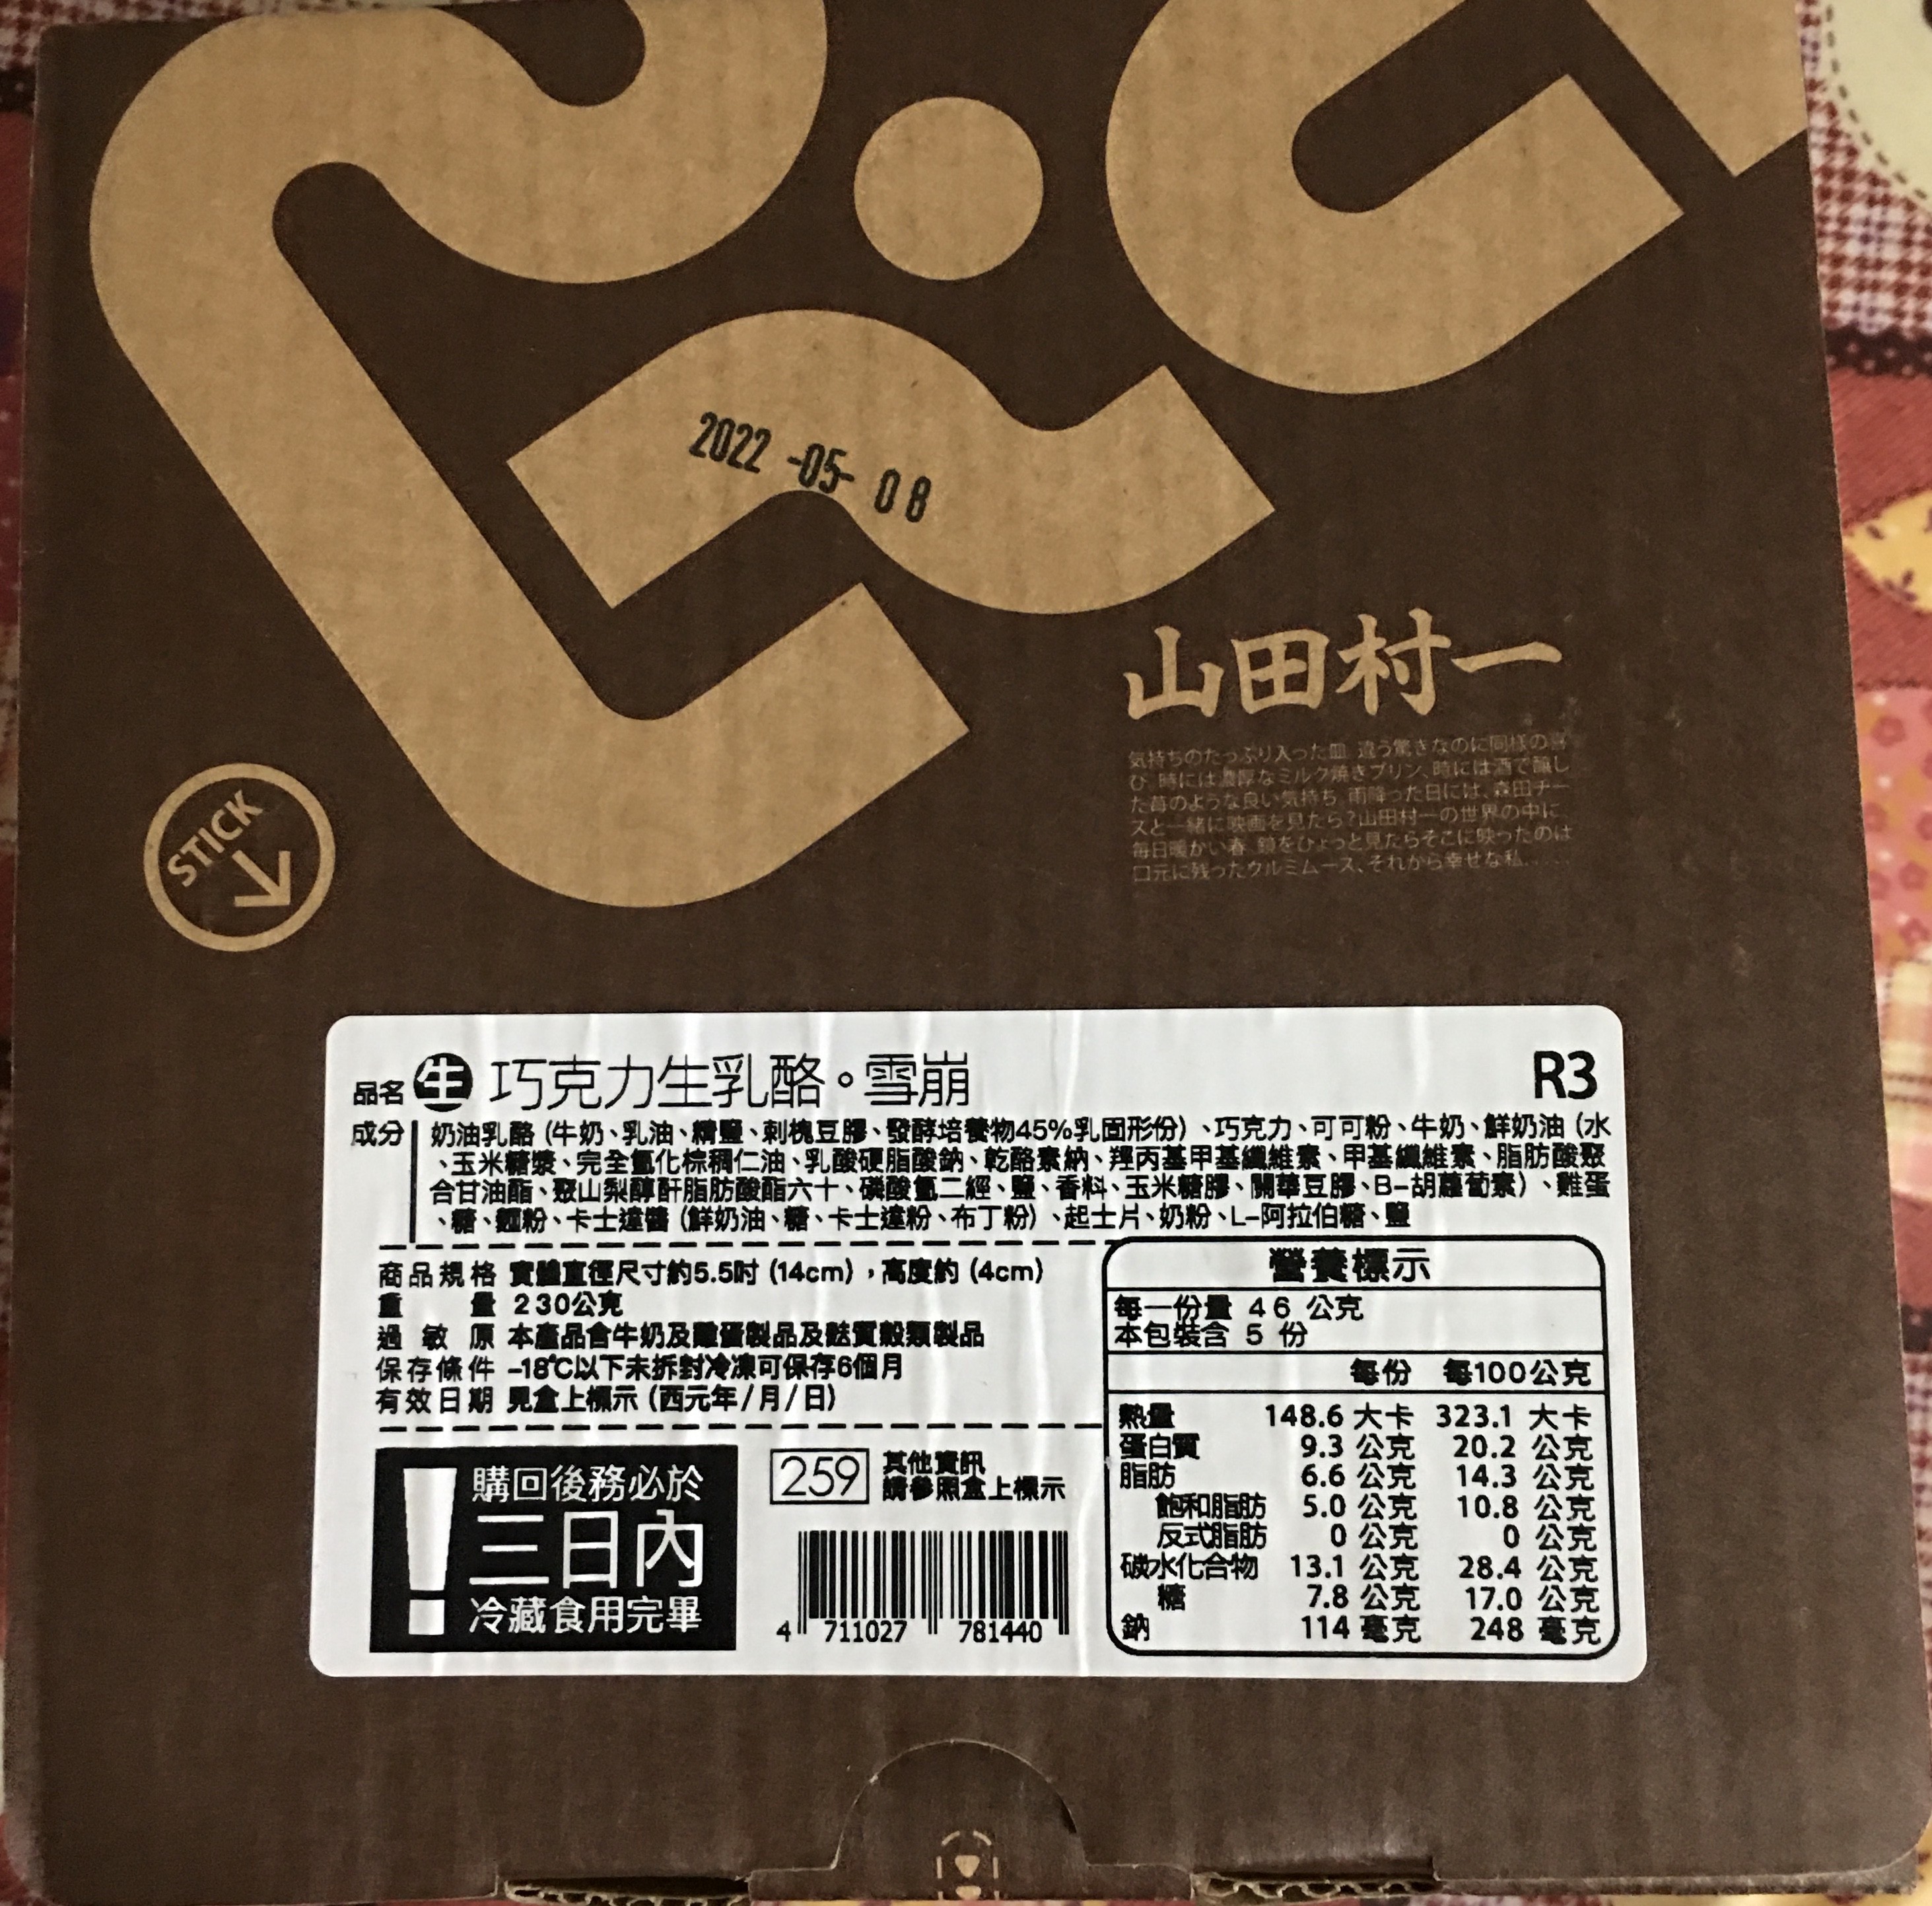 2022 -05- 08
山田村一
気持ちのたっぷり入った皿、違う驚きなのに同様の喜
び、時には濃厚なミルク焼きプリン、時には酒で醸し
た苺のような良い気持ち、雨降った日には、森田チー
ズと一緒に映画を見たら?山田村一の世界の中に、
毎日暖かい春、鏡をひょっと見たらそこに映ったのは
口元に残ったクルミムース、それから幸せな私……
STICK
品名 生 巧克力生乳酪。雪崩
R3
成分 奶油乳酪 (牛奶、乳油、精鹽、刺槐豆膠、發酵培養物45%乳固形份)、巧克力、可可粉、牛奶、鮮奶油 (水
、玉米糖漿、完全氫化棕櫚仁油、乳酸硬脂酸鈉、乾酪素納、羥丙基甲基纖維素、甲基纖維素、脂肪酸聚
合甘油酯、聚山梨醇酐脂肪酸酯六十、磷酸氫二經、鹽、香料、玉米糖膠、關華豆膠、B-胡蘿蔔素)、雞蛋
、糖、麵粉、卡士達醬 (鮮奶油、糖、卡士達粉、布丁粉)、起士片、奶粉、L-阿拉伯糖、鹽
商品規格 實體直徑尺寸約5.5吋 (14cm),高度約 (4cm)
重量 230公克
過敏原 本產品含牛奶及雞蛋製品及麩質穀類製品
保存條件 -18℃以下未拆封冷凍可保存6個月
有效日期 見盒上標示 (西元年/月/日)
! 購回後務必於
三日內
冷藏食用完畢
259 其他資訊
請參照盒上標示
4 711027 781440
營養標示
每一份量 46 公克
本包裝含 5 份
每份 每100公克
熱量 148.6 大卡 323.1 大卡
蛋白質 9.3 公克 20.2 公克
脂肪 6.6 公克 14.3 公克
飽和脂肪 5.0 公克 10.8 公克
反式脂肪 0 公克 0 公克
碳水化合物 13.1 公克 28.4 公克
糖 7.8 公克 17.0 公克
鈉 114 毫克 248 毫克